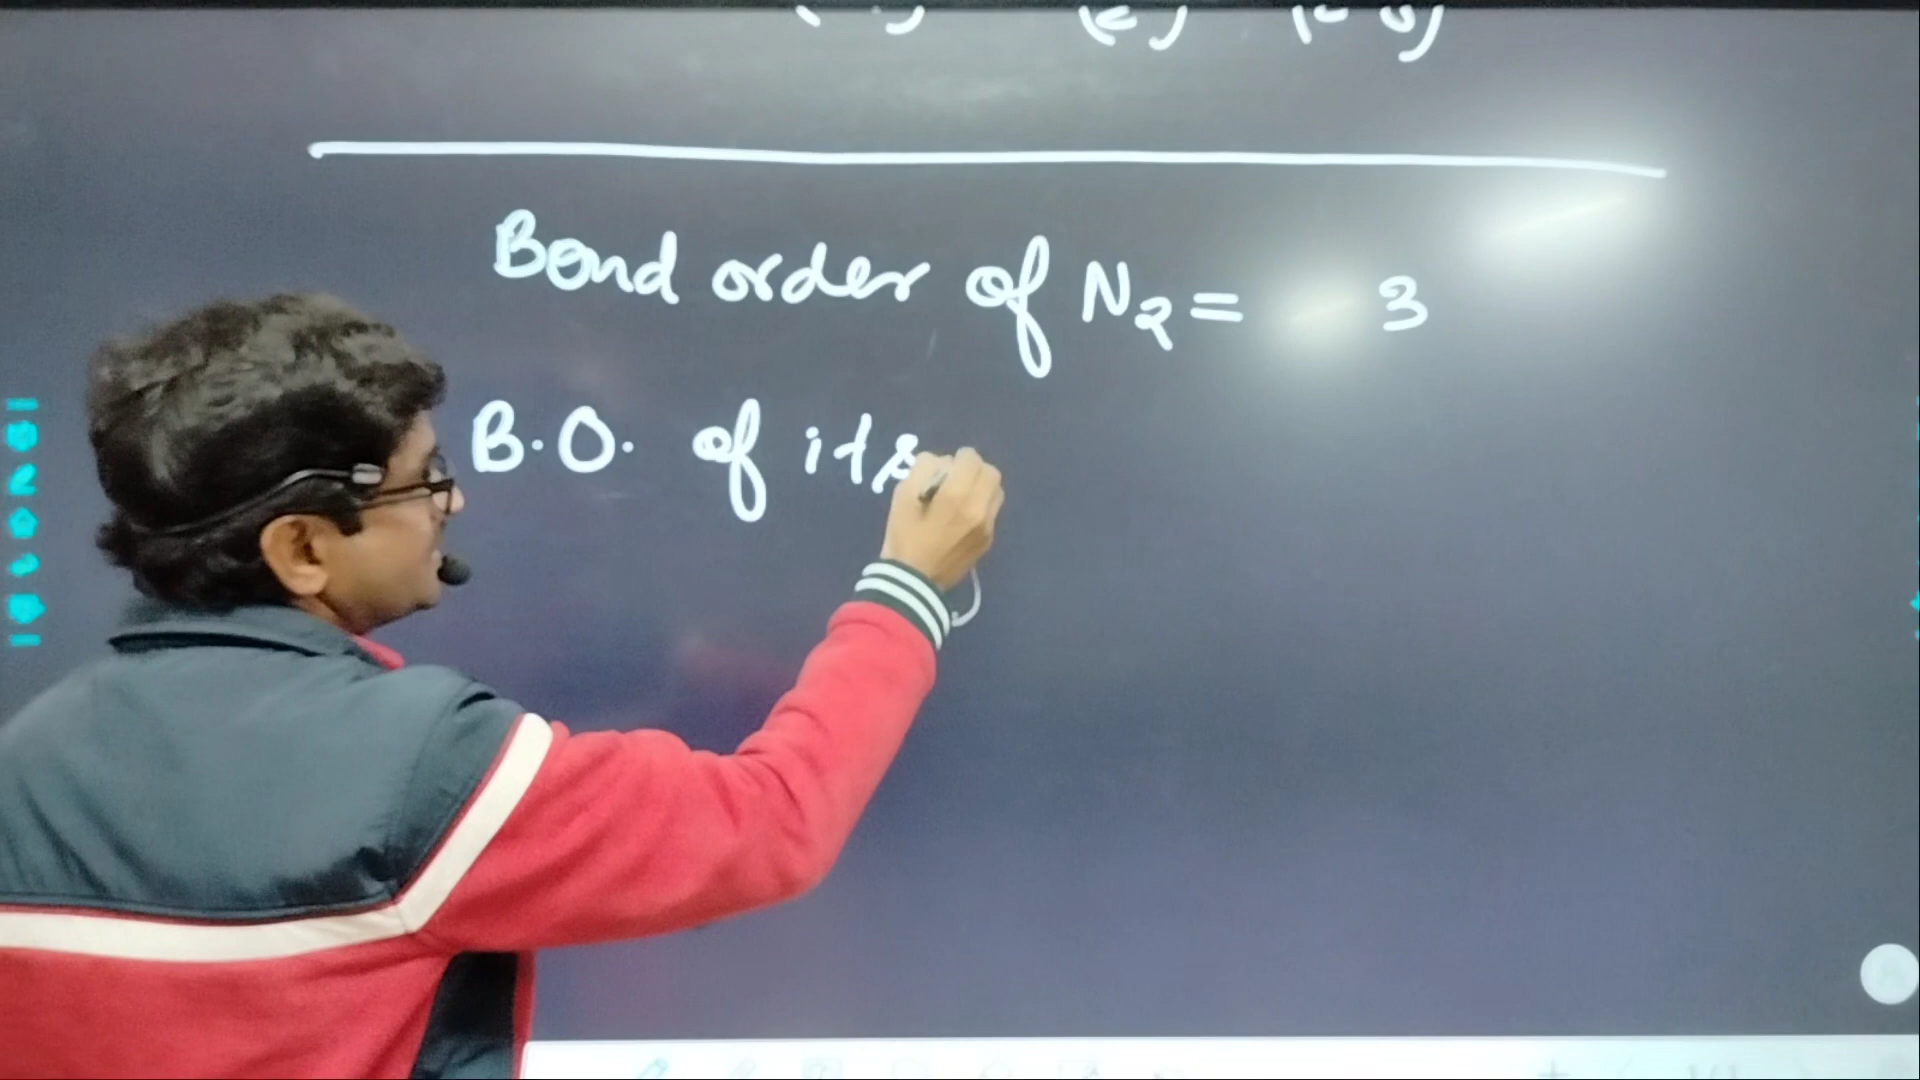 Bond order of N₂ = 3
B.O. of its